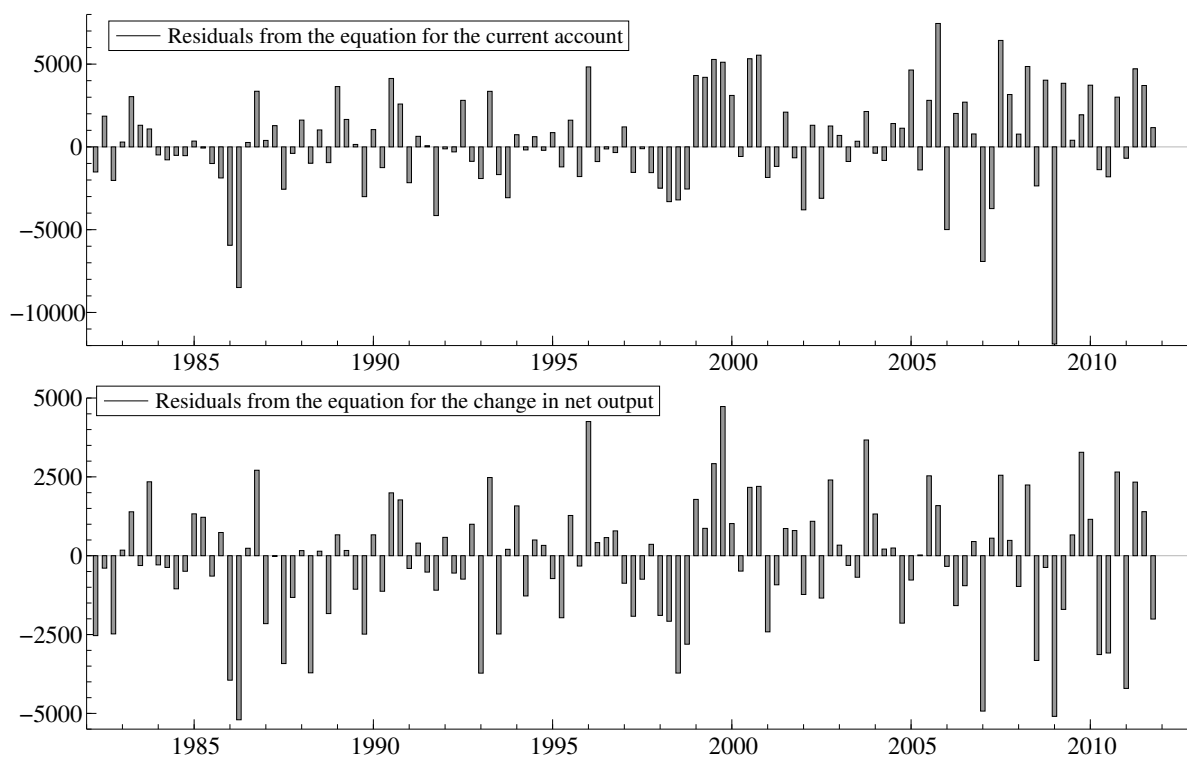 Residuals from the equation for the current account
5000
0
−5000
−10000
1985 1990 1995 2000 2005 2010
Residuals from the equation for the change in net output
5000
2500
0
−2500
−5000
1985 1990 1995 2000 2005 2010